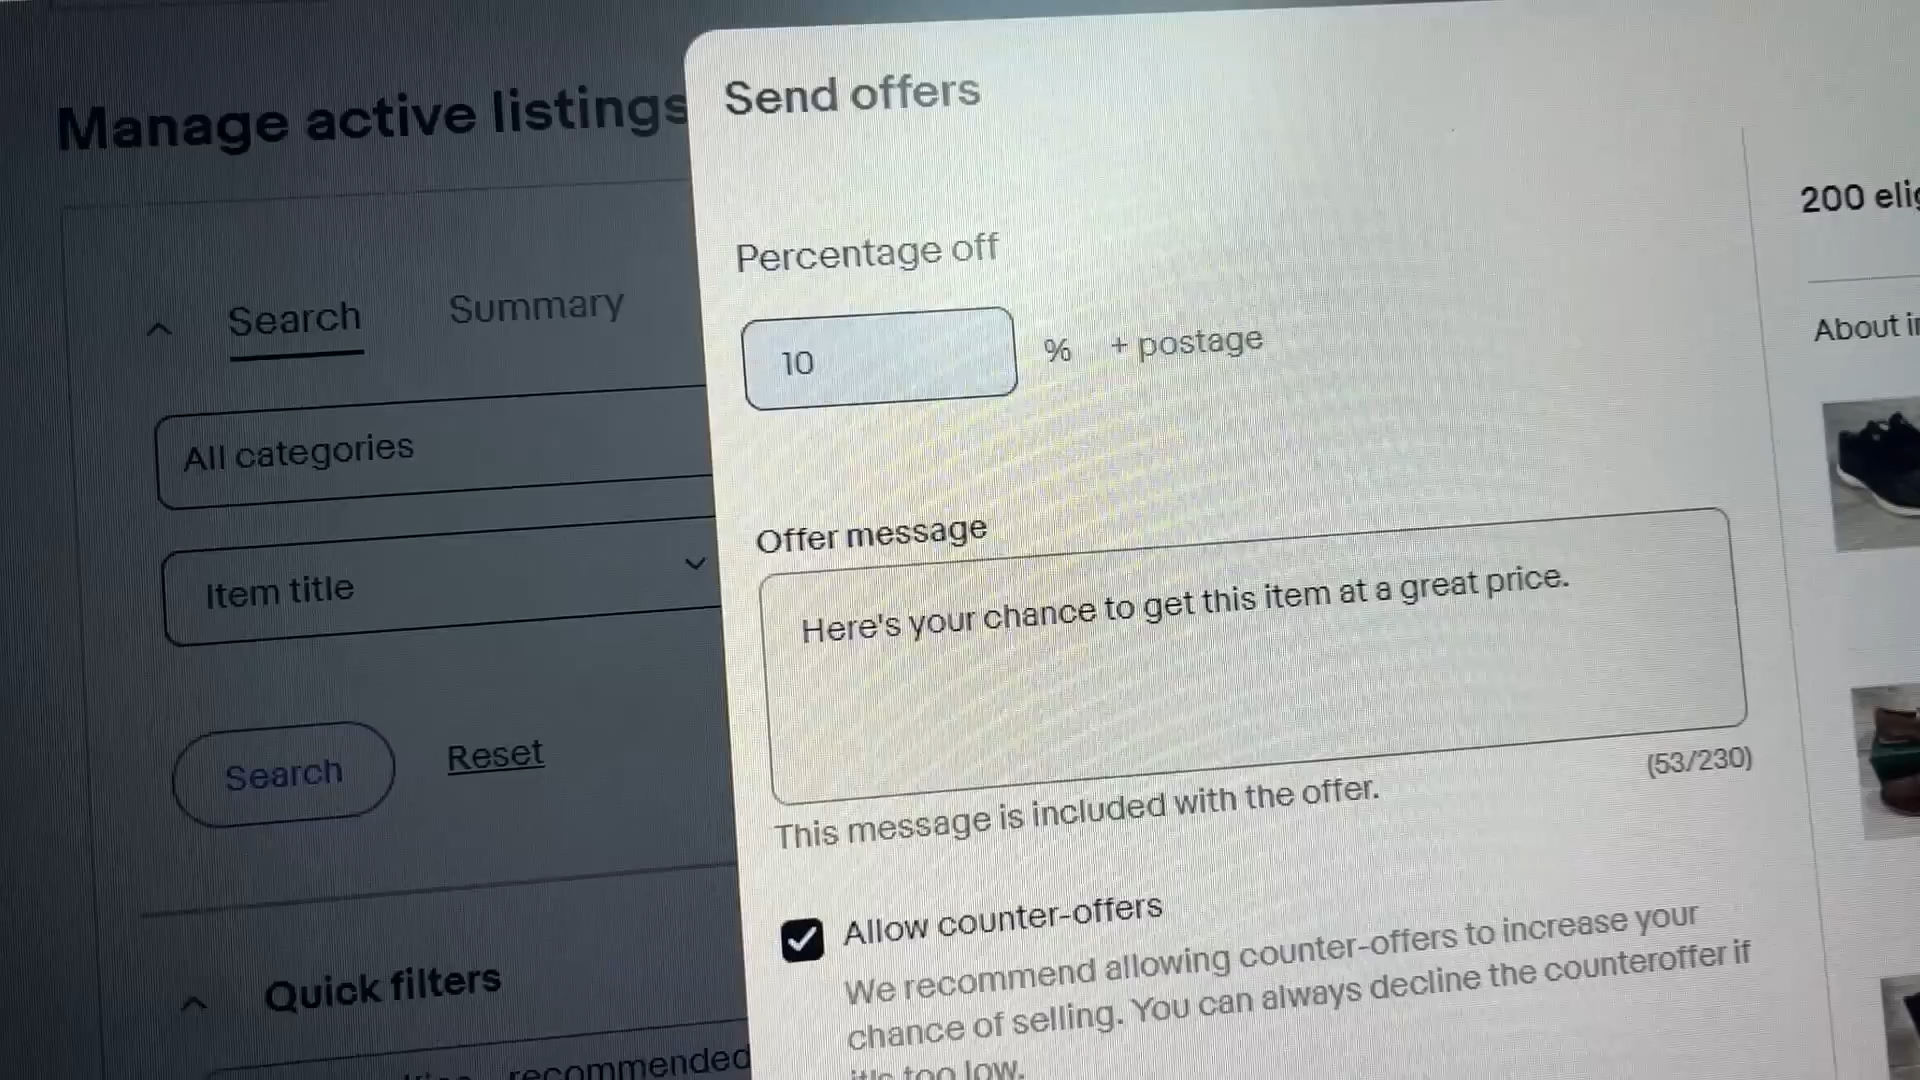 Manage active listings
Search
Summary
All categories
Item title
Search
Reset
Quick filters
recommended
Send offers
Percentage off
10 % + postage
Offer message
Here's your chance to get this item at a great price.
(53/230)
This message is included with the offer.
Allow counter-offers
We recommend allowing counter-offers to increase your
chance of selling. You can always decline the counteroffer if
it's too low.
200
About